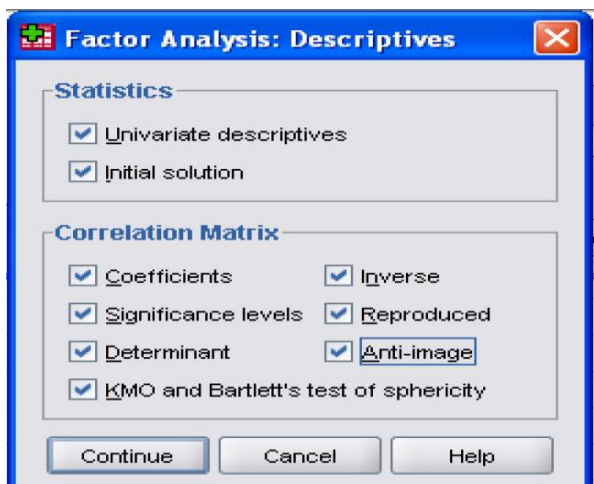 Factor Analysis: Descriptives
Statistics
Univariate descriptives
Initial solution
Correlation Matrix
Coefficients Inverse
Significance levels Reproduced
Determinant Anti-image
KMO and Bartlett's test of sphericity
Continue Cancel Help